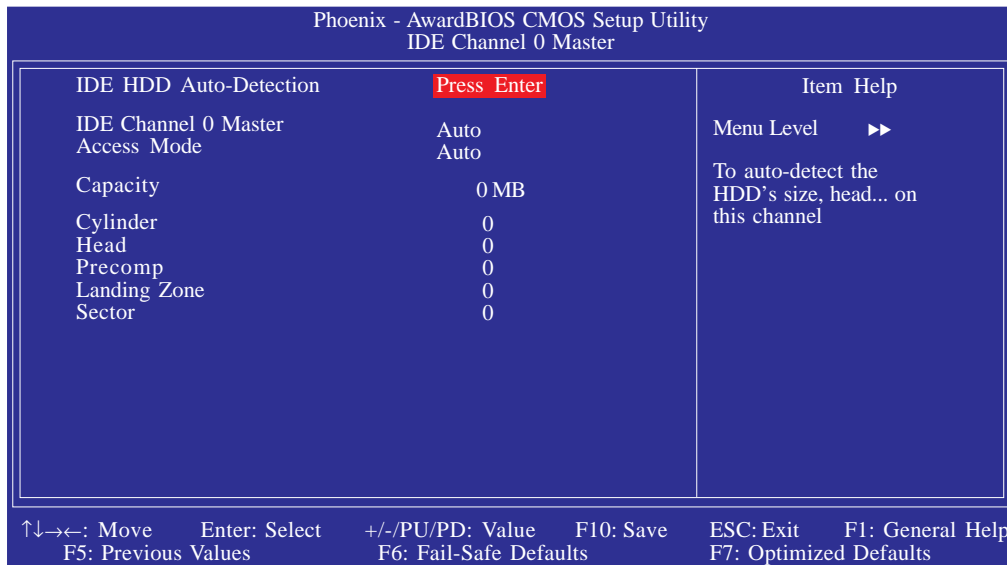 Phoenix - AwardBIOS CMOS Setup Utility
IDE Channel 0 Master
IDE HDD Auto-Detection Press Enter
IDE Channel 0 Master Auto
Access Mode Auto
Capacity 0 MB
Cylinder 0
Head 0
Precomp 0
Landing Zone 0
Sector 0
Item Help
Menu Level ▶▶
To auto-detect the
HDD's size, head... on
this channel
↑↓→←: Move Enter: Select +/-/PU/PD: Value F10: Save ESC: Exit F1: General Help
F5: Previous Values F6: Fail-Safe Defaults F7: Optimized Defaults